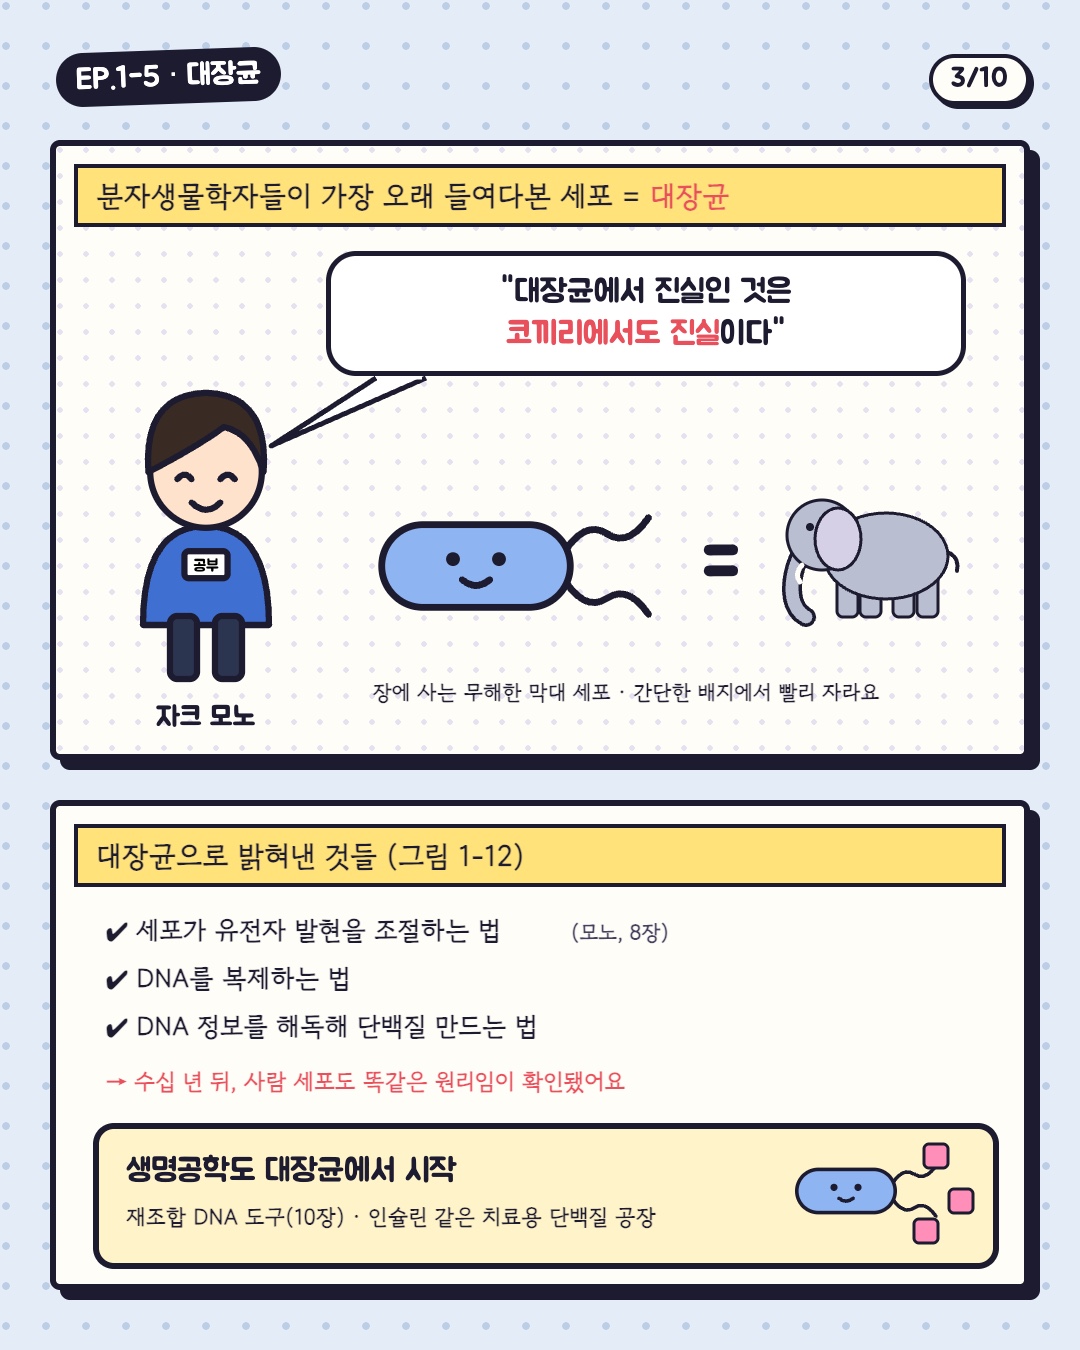 EP.1-5 · 대장균
3/10
분자생물학자들이 가장 오래 들여다본 세포 = 대장균
"대장균에서 진실인 것은
코끼리에서도 진실이다"
공부
자크 모노
=
장에 사는 무해한 막대 세포 · 간단한 배지에서 빨리 자라요
대장균으로 밝혀낸 것들 (그림 1-12)
✔ 세포가 유전자 발현을 조절하는 법 (모노, 8장)
✔ DNA를 복제하는 법
✔ DNA 정보를 해독해 단백질 만드는 법
→ 수십 년 뒤, 사람 세포도 똑같은 원리임이 확인됐어요
생명공학도 대장균에서 시작
재조합 DNA 도구(10장) · 인슐린 같은 치료용 단백질 공장